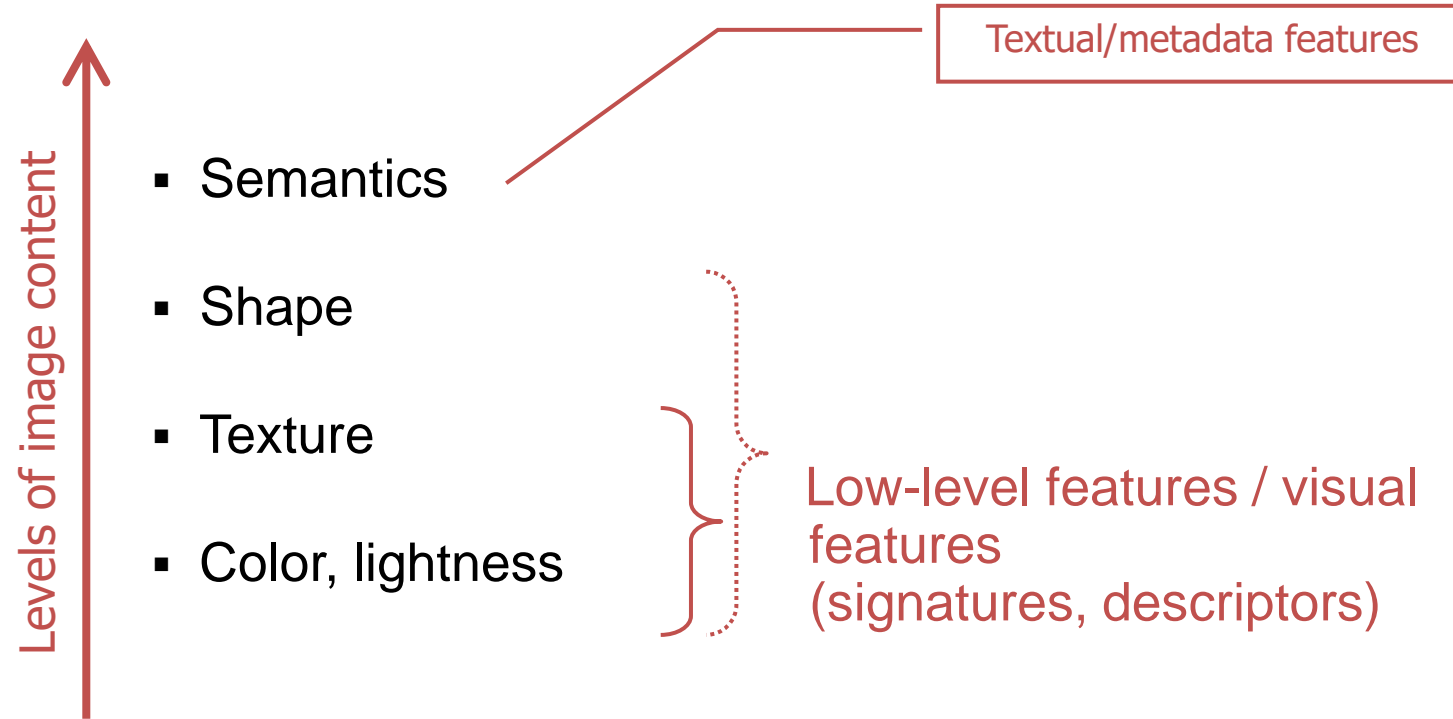 Textual/metadata features
Levels of image content
▪ Semantics
▪ Shape
▪ Texture
▪ Color, lightness
Low-level features / visual
features
(signatures, descriptors)